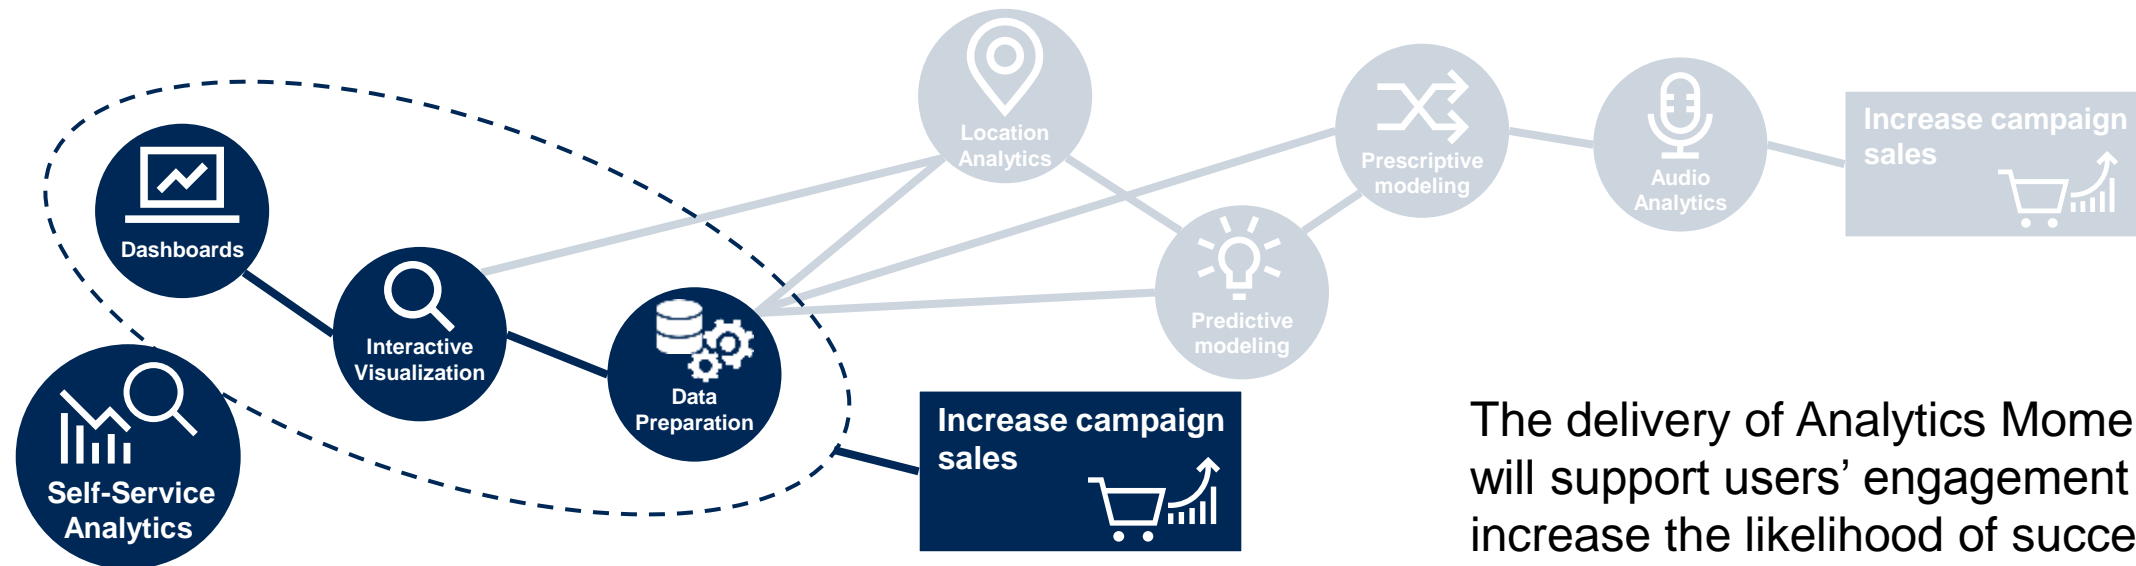 Location
Analytics
Prescriptive
modeling
Audio
Analytics
Increase campaign
sales
Dashboards
Interactive
Visualization
Data
Preparation
Predictive
modeling
Self-Service
Analytics
Increase campaign
sales
The delivery of Analytics Mome
will support users’ engagement
increase the likelihood of succe